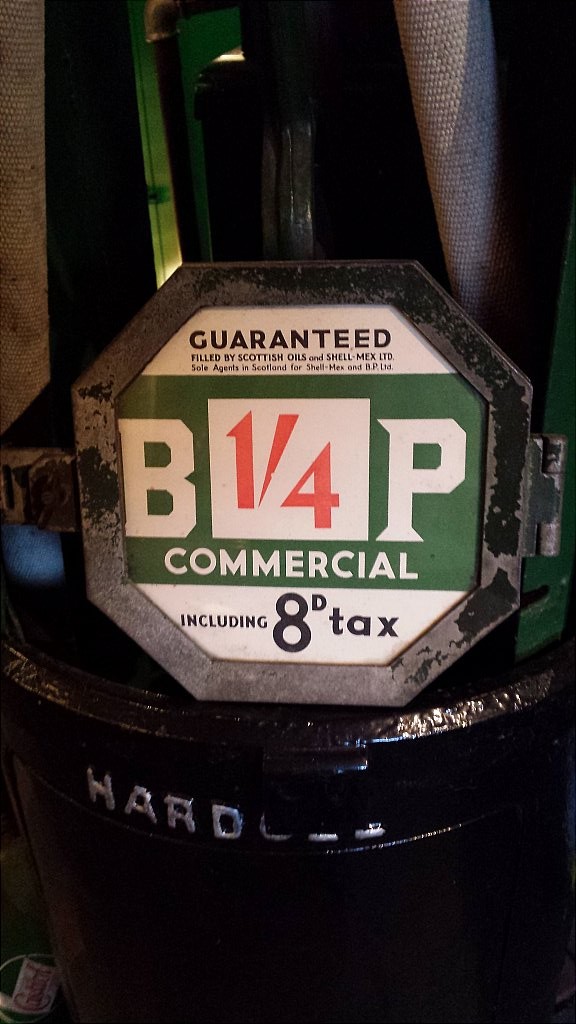 GUARANTEED
FILLED BY SCOTTISH OILS and SHELL-MEX LTD.
Sole Agents in Scotland for Shell-Mex and B.P. Ltd.
B 1/4 P
COMMERCIAL
INCLUDING 8D tax